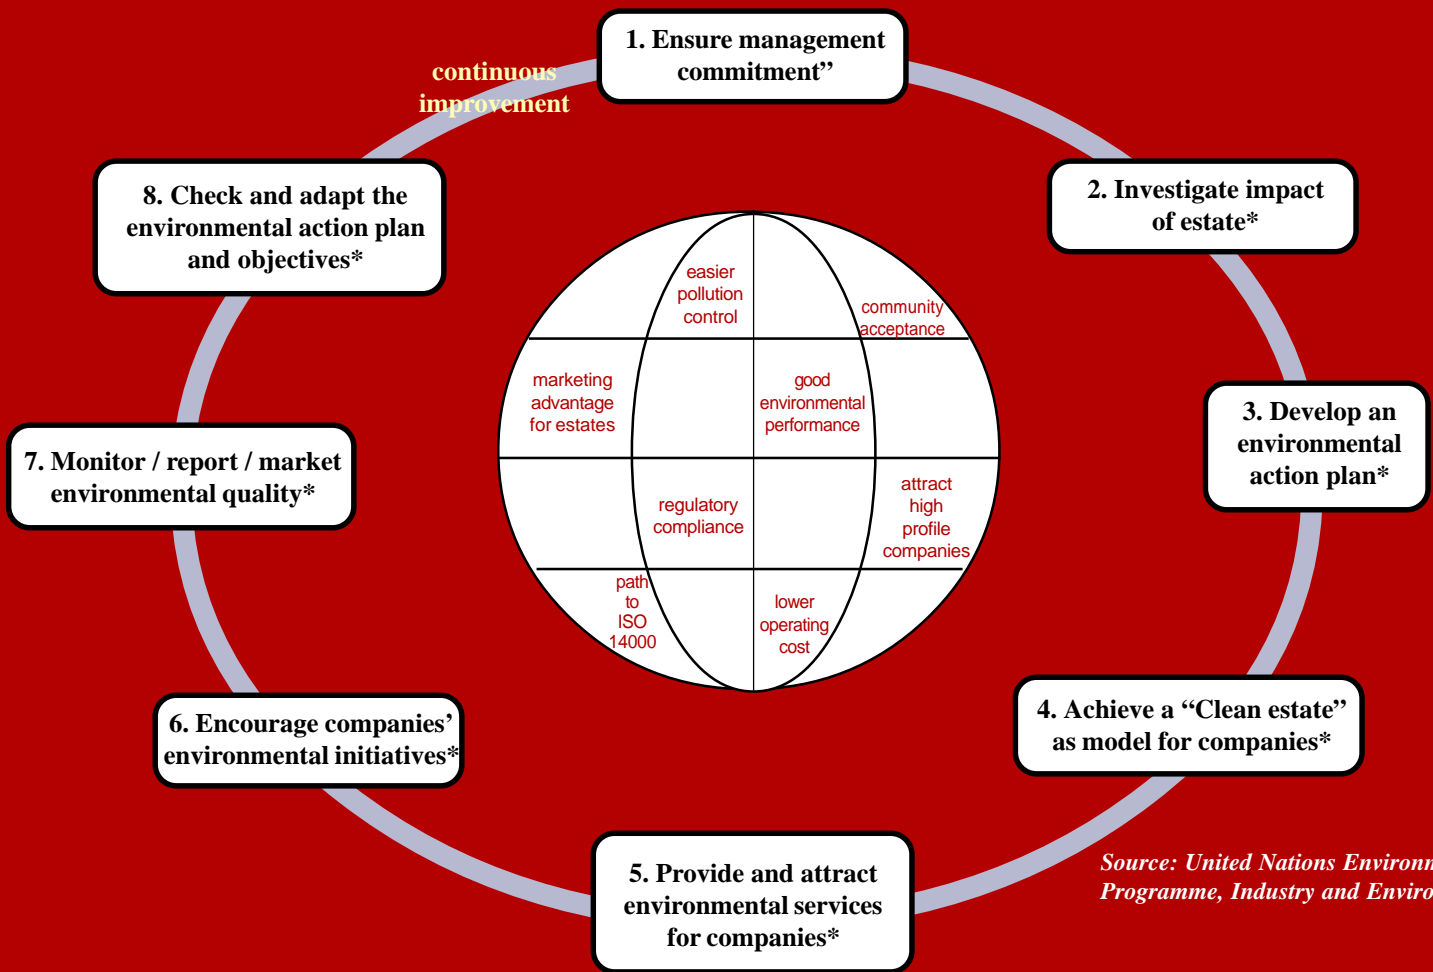 1. Ensure management
commitment”
continuous
improvement
2. Investigate impact
of estate*
3. Develop an
environmental
action plan*
4. Achieve a “Clean estate”
as model for companies*
5. Provide and attract
environmental services
for companies*
6. Encourage companies’
environmental initiatives*
7. Monitor / report / market
environmental quality*
8. Check and adapt the
environmental action plan
and objectives*
easier
pollution
control
community
acceptance
marketing
advantage
for estates
good
environmental
performance
regulatory
compliance
attract
high
profile
companies
path
to
ISO
14000
lower
operating
cost
Source: United Nations
Programme, Industry and